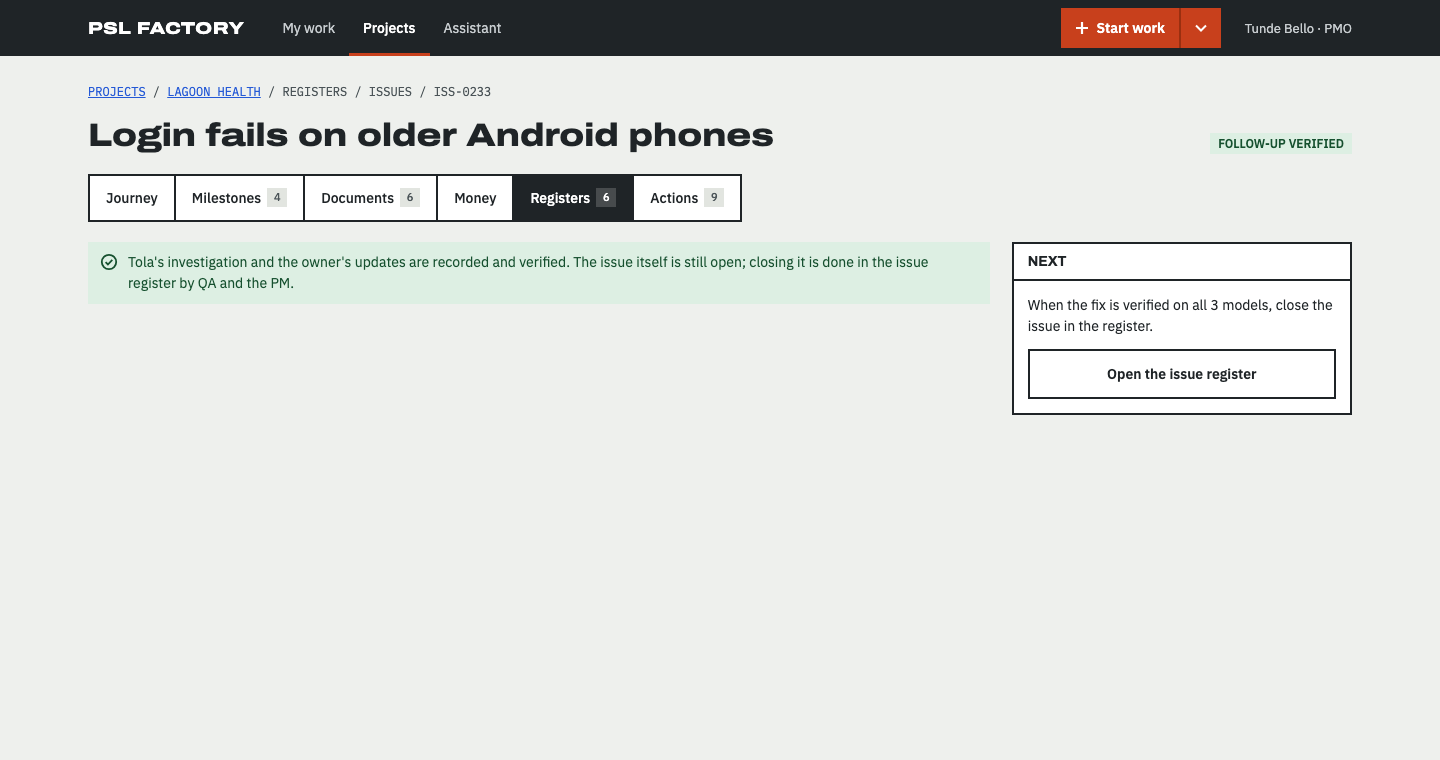 PSL FACTORY
My work
Projects
Assistant
Start work
Tunde Bello · PMO
PROJECTS / LAGOON HEALTH / REGISTERS / ISSUES / ISS-0233
Login fails on older Android phones
FOLLOW-UP VERIFIED
Journey
Milestones 4
Documents 6
Money
Registers 6
Actions 9
Tola's investigation and the owner's updates are recorded and verified. The issue itself is still open; closing it is done in the issue
register by QA and the PM.
NEXT
When the fix is verified on all 3 models, close the
issue in the register.
Open the issue register